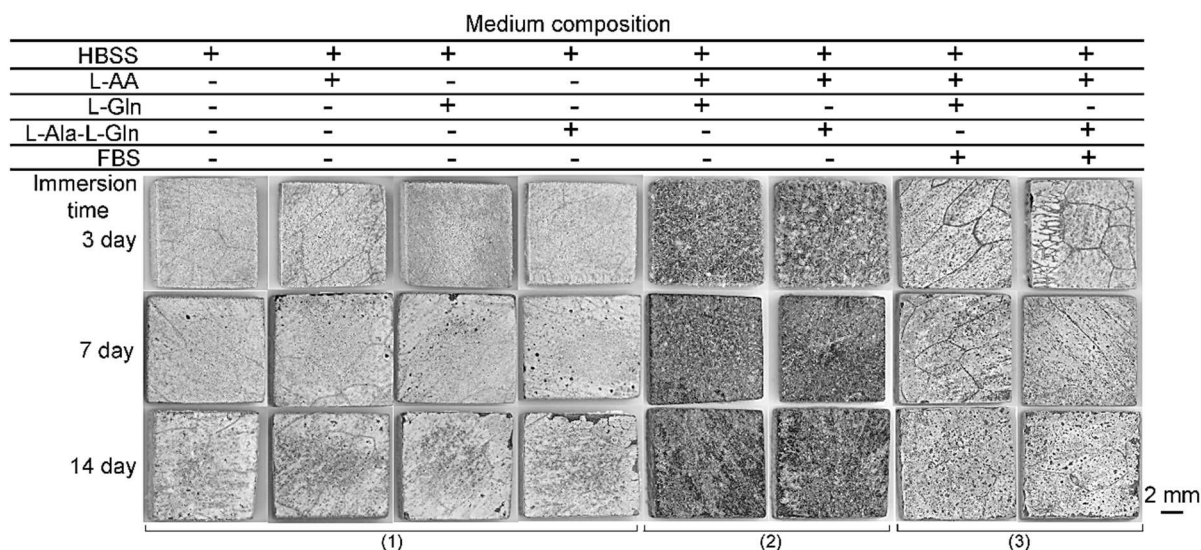 Medium composition
HBSS + + + + + + + +
L-AA - + - - + + + +
L-Gln - - + - + - + -
L-Ala-L-Gln - - - + - + - +
FBS - - - - - - + +
Immersion
time
3 day
7 day
14 day
2 mm
(1) (2) (3)